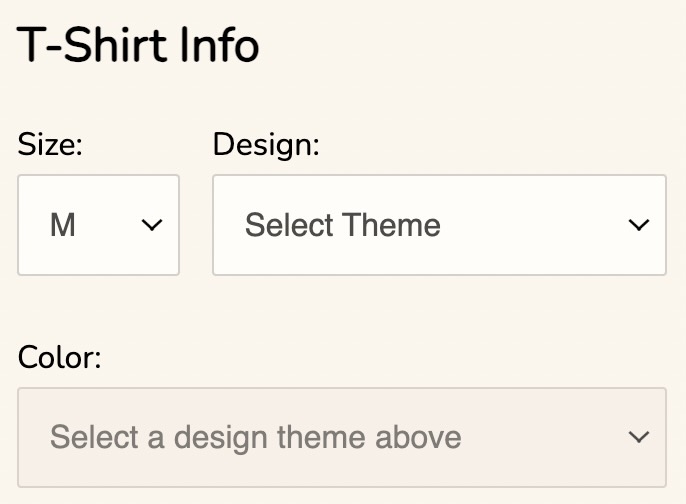 T-Shirt Info
Size: Design:
M Select Theme
Color:
Select a design theme above